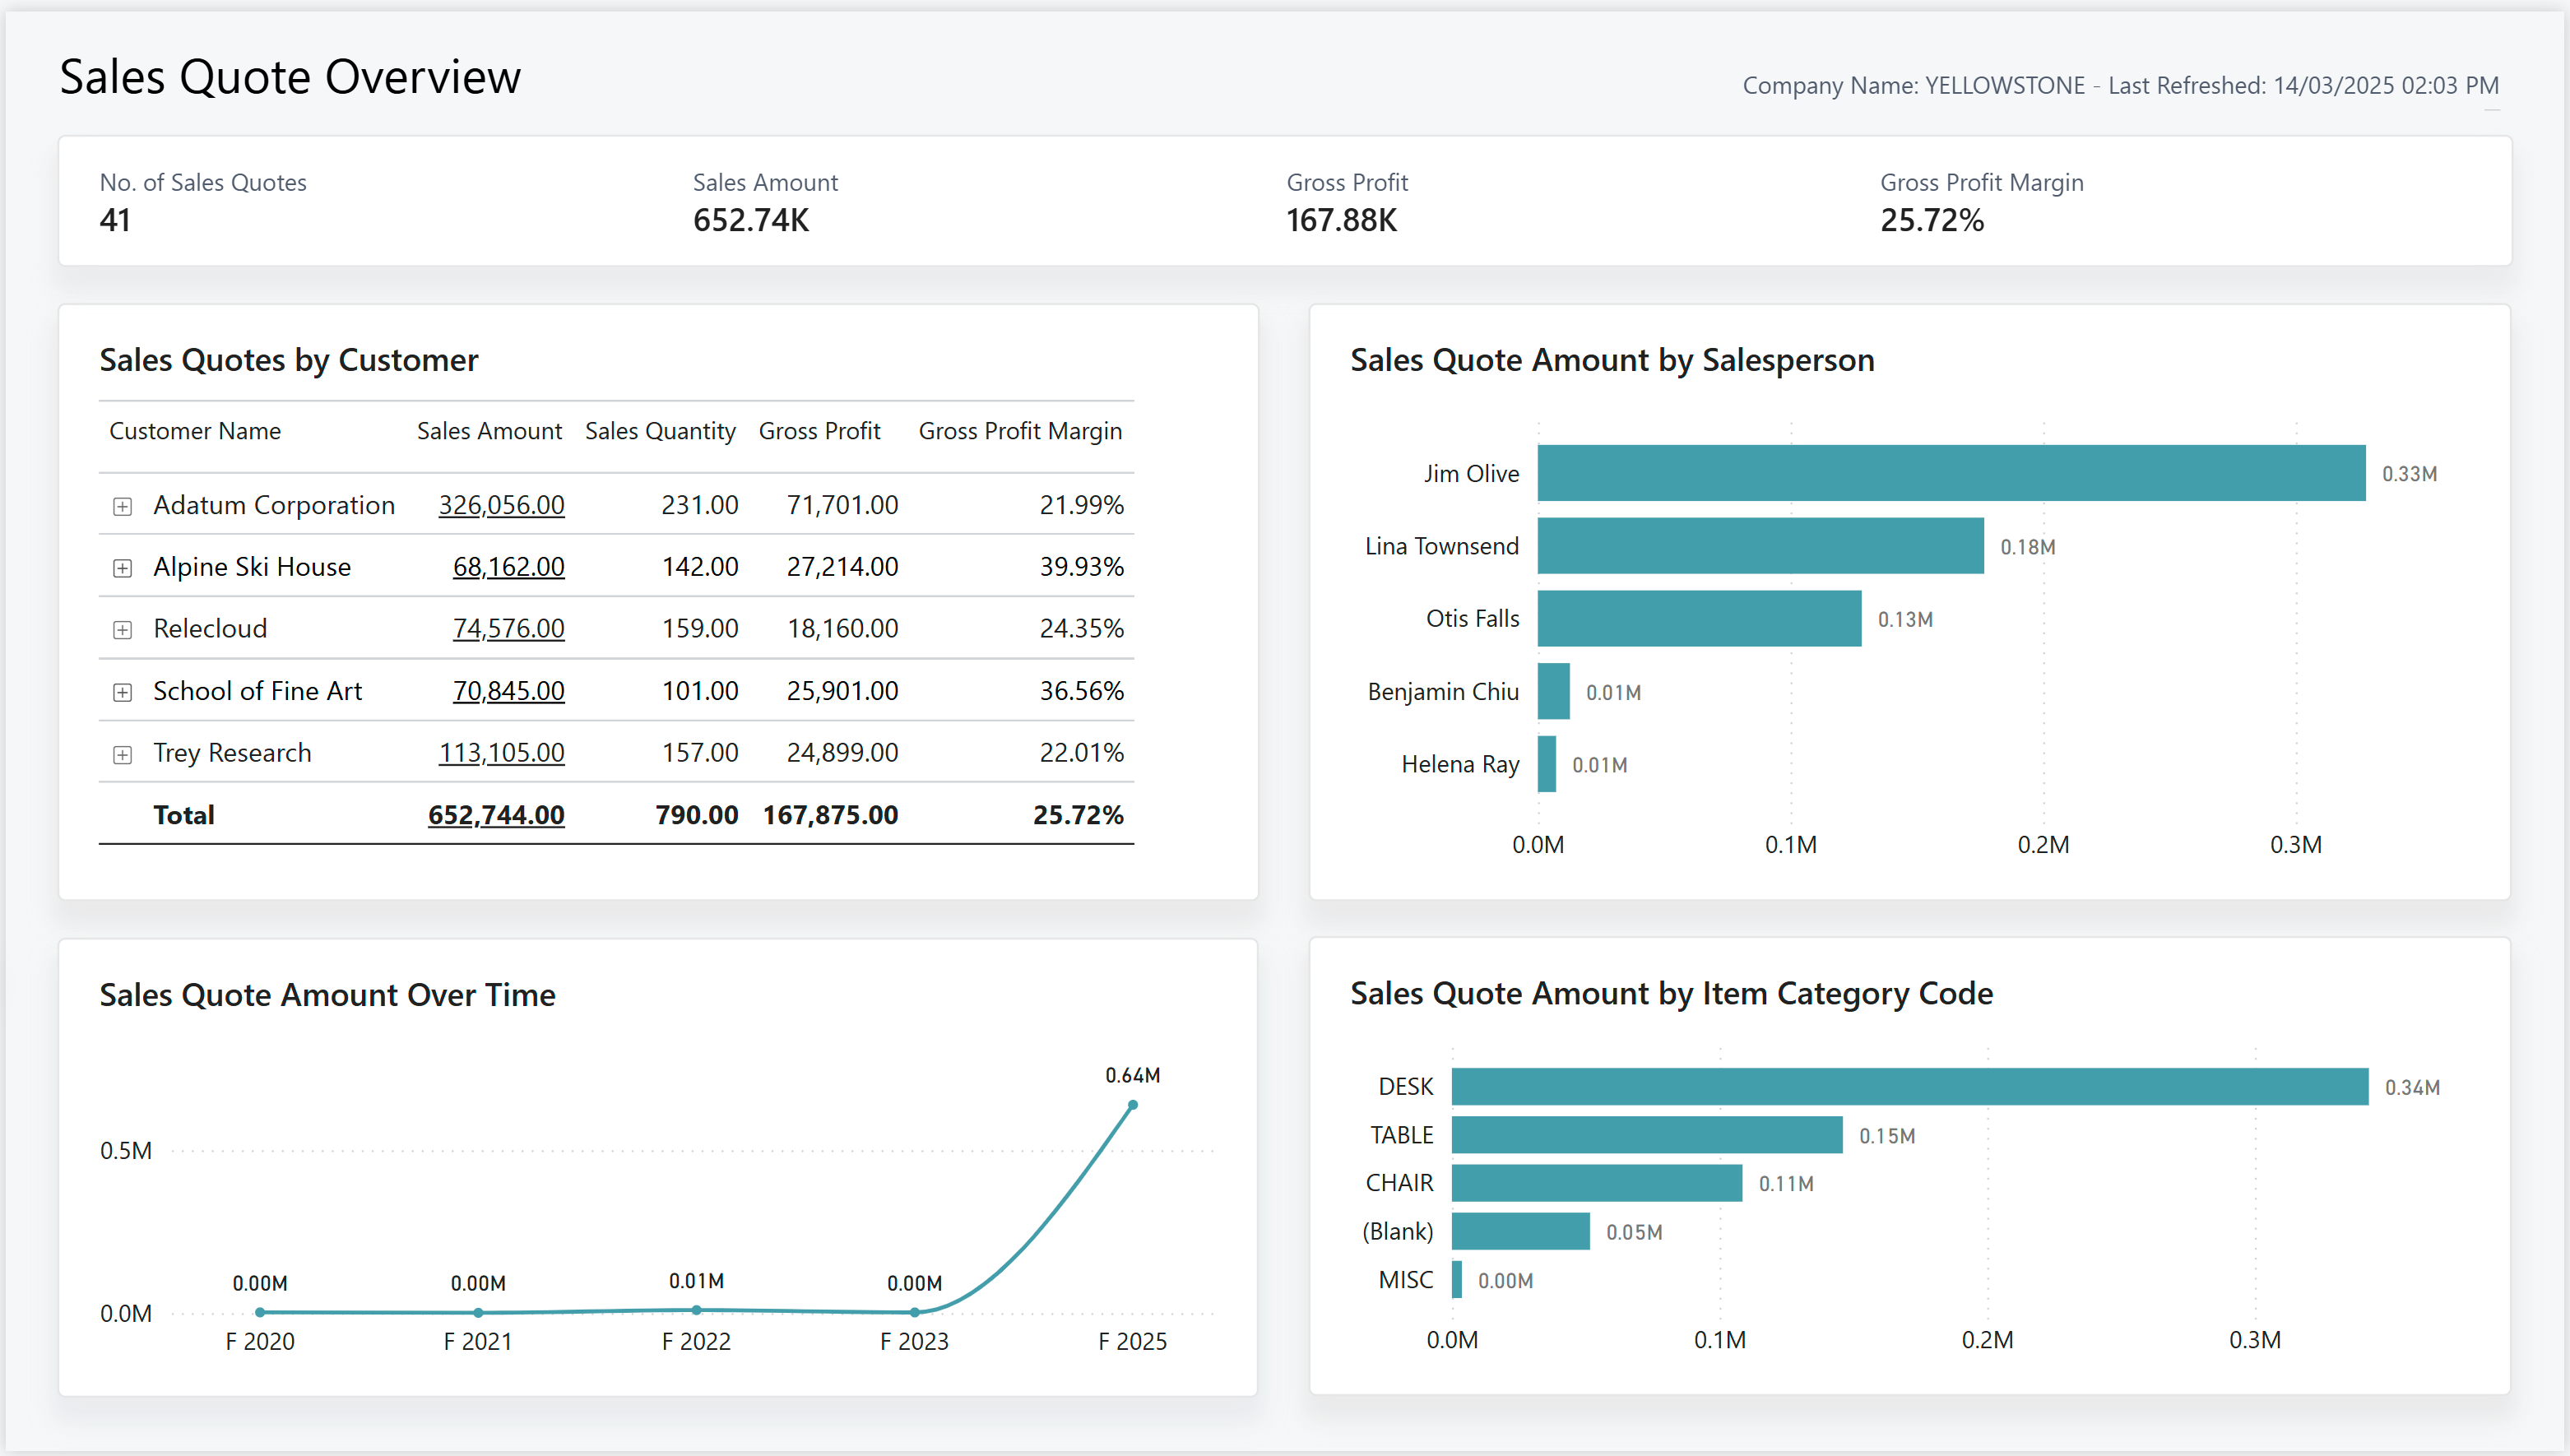 Sales Quote Overview
Company Name: YELLOWSTONE - Last Refreshed: 14/03/2025 02:03 PM
No. of Sales Quotes
41
Sales Amount
652.74K
Gross Profit
167.88K
Gross Profit Margin
25.72%
Sales Quotes by Customer
Customer Name Sales Amount Sales Quantity Gross Profit Gross Profit Margin
Adatum Corporation 326,056.00 231.00 71,701.00 21.99%
Alpine Ski House 68,162.00 142.00 27,214.00 39.93%
Relecloud 74,576.00 159.00 18,160.00 24.35%
School of Fine Art 70,845.00 101.00 25,901.00 36.56%
Trey Research 113,105.00 157.00 24,899.00 22.01%
Total 652,744.00 790.00 167,875.00 25.72%
Sales Quote Amount by Salesperson
Jim Olive 0.33M
Lina Townsend 0.18M
Otis Falls 0.13M
Benjamin Chiu 0.01M
Helena Ray 0.01M
0.0M 0.1M 0.2M 0.3M
Sales Quote Amount Over Time
0.64M
0.5M
0.00M 0.00M 0.01M 0.00M
0.0M
F 2020 F 2021 F 2022 F 2023 F 2025
Sales Quote Amount by Item Category Code
DESK 0.34M
TABLE 0.15M
CHAIR 0.11M
(Blank) 0.05M
MISC 0.00M
0.0M 0.1M 0.2M 0.3M